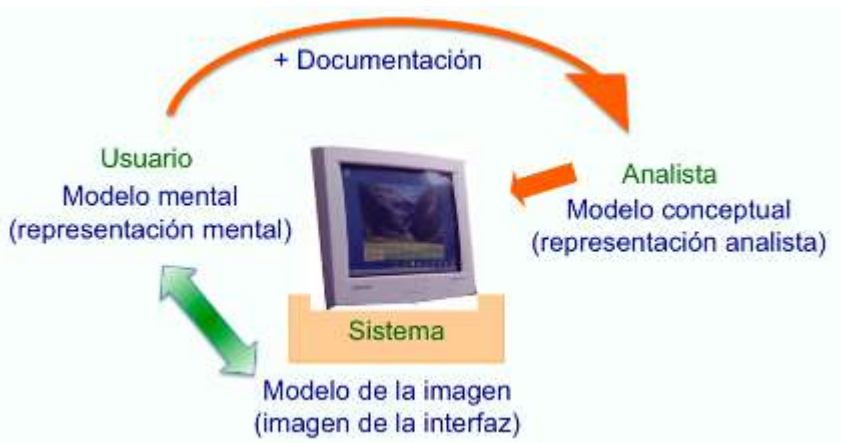 + Documentación
Usuario
Modelo mental
(representación mental)
Analista
Modelo conceptual
(representación analista)
Sistema
Modelo de la imagen
(imagen de la interfaz)